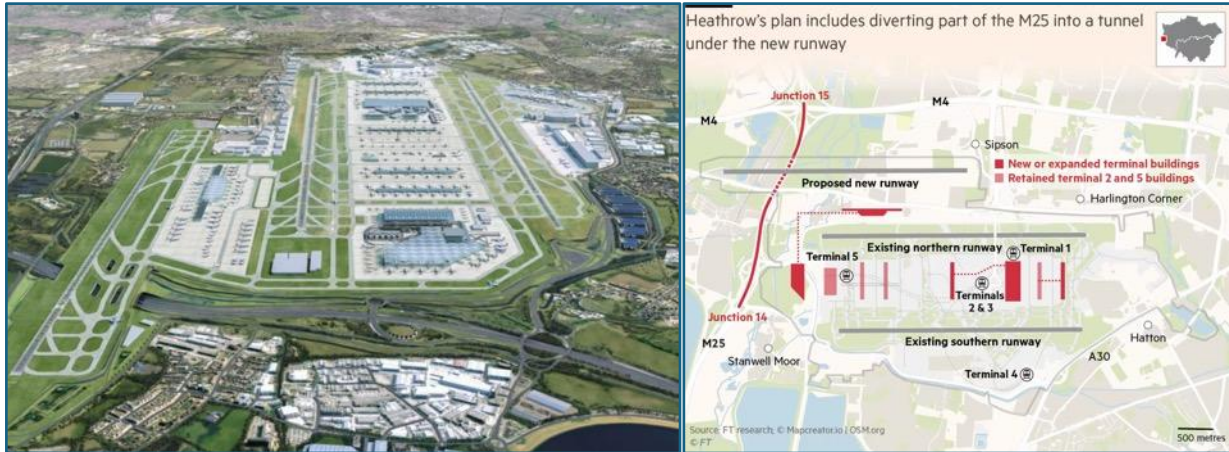 Heathrow's plan includes diverting part of the M25 into a tunnel
under the new runway
Junction 15
M4
M4
Sipson
New or expanded terminal buildings
Retained terminal 2 and 5 buildings
Proposed new runway
Harlington Corner
Existing northern runway
Terminal 1
Terminal 5
Terminals
2 & 3
Junction 14
Existing southern runway
Hatton
M25
A30
Stanwell Moor
Terminal 4
Source: FT research; © Mapcreator.io | OSM.org
© FT
500 metres